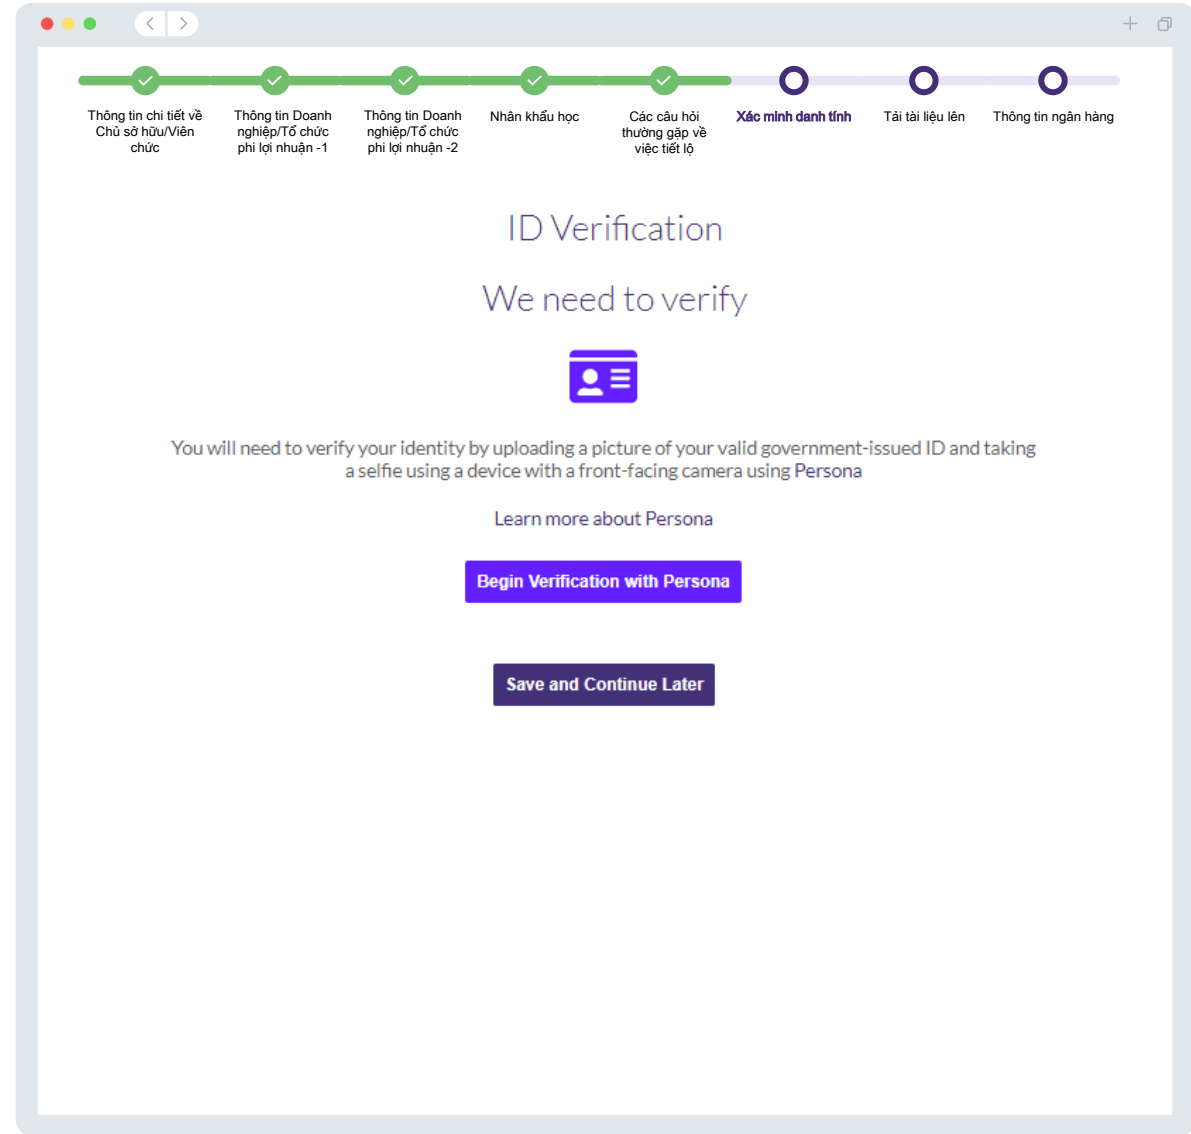 Thông tin chi tiết về
Chủ sở hữu/Viên
chức
Thông tin Doanh
nghiệp/Tổ chức
phi lợi nhuận -1
Thông tin Doanh
nghiệp/Tổ chức
phi lợi nhuận -2
Nhân khẩu học
Các câu hỏi
thường gặp về
việc tiết lộ
Xác minh danh tính
Tải tài liệu lên
Thông tin ngân hàng
ID Verification
We need to verify
You will need to verify your identity by uploading a picture of your valid government-issued ID and taking
a selfie using a device with a front-facing camera using Persona
Learn more about Persona
Begin Verification with Persona
Save and Continue Later